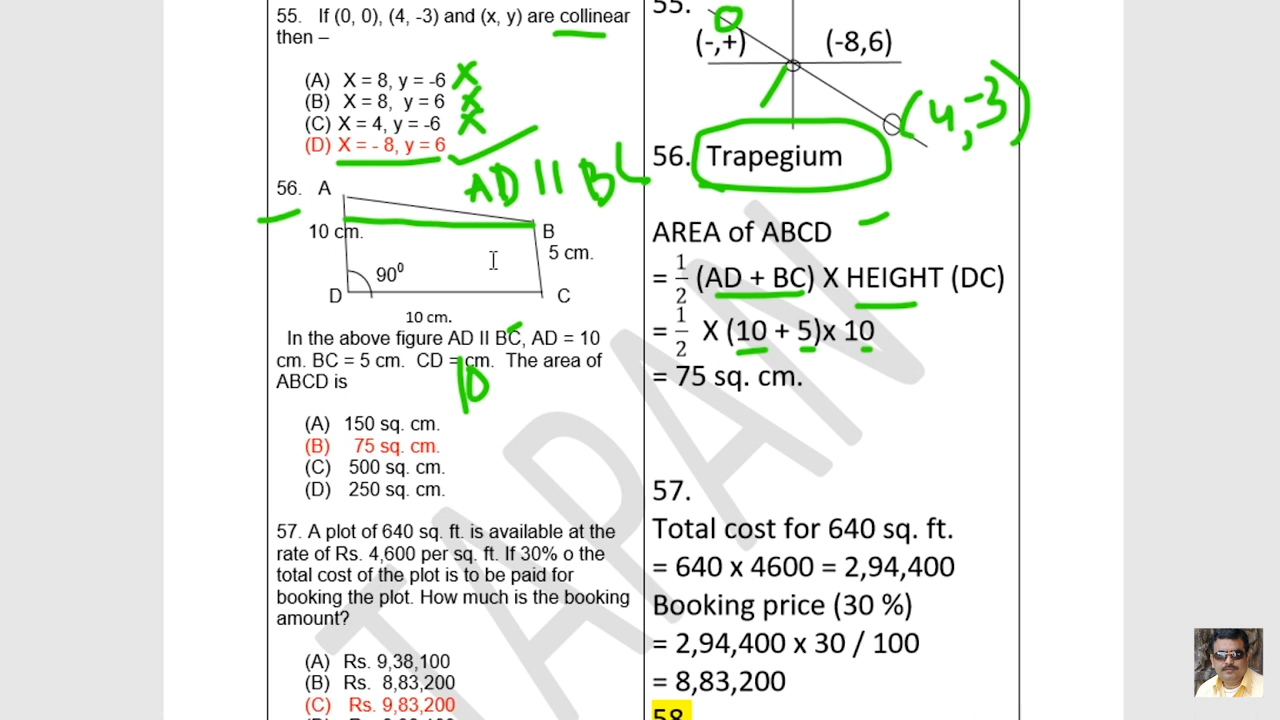 55. If (0, 0), (4, -3) and (x, y) are collinear
then –
(A) X = 8, y = -6 X
(B) X = 8, y = 6 X
(C) X = 4, y = -6 X
(D) X = - 8, y = 6
56. A
AD || BC
10 cm.
B
5 cm.
90⁰
D
C
10 cm.
In the above figure AD II BC, AD = 10
cm. BC = 5 cm. CD = cm. The area of
10
ABCD is
(A) 150 sq. cm.
(B) 75 sq. cm.
(C) 500 sq. cm.
(D) 250 sq. cm.
57. A plot of 640 sq. ft. is available at the
rate of Rs. 4,600 per sq. ft. If 30% o the
total cost of the plot is to be paid for
booking the plot. How much is the booking
amount?
(A) Rs. 9,38,100
(B) Rs. 8,83,200
(C) Rs. 9,83,200
55.
(-,+) (-8,6)
(4,-3)
56. Trapegium
AREA of ABCD
= 1/2 (AD + BC) X HEIGHT (DC)
= 1/2 X (10 + 5)x 10
= 75 sq. cm.
57.
Total cost for 640 sq. ft.
= 640 x 4600 = 2,94,400
Booking price (30 %)
= 2,94,400 x 30 / 100
= 8,83,200
58
TAPAN